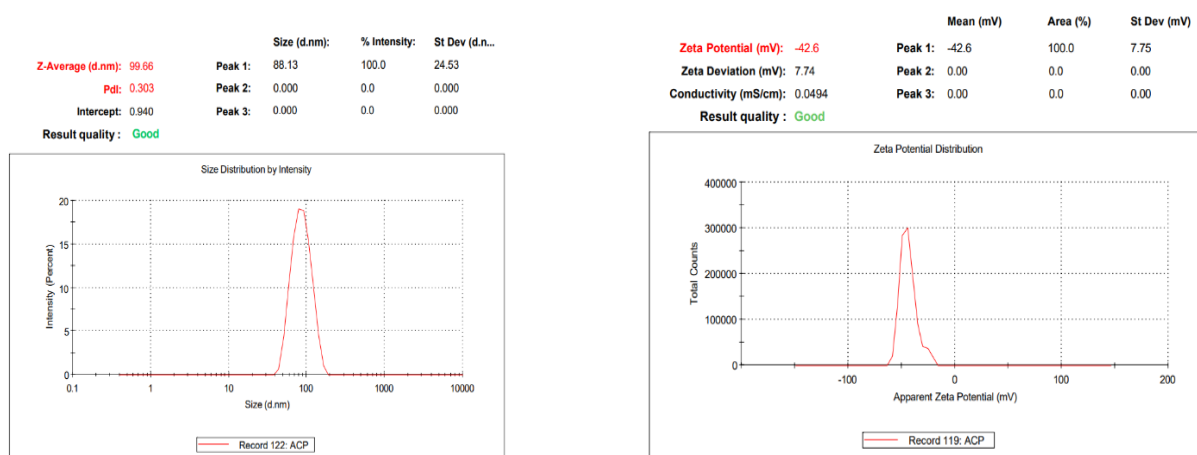 Size (d.nm): % Intensity: St Dev (d.n...
Z-Average (d.nm): 99.66 Peak 1: 88.13 100.0 24.53
PdI: 0.303 Peak 2: 0.000 0.0 0.000
Intercept: 0.940 Peak 3: 0.000 0.0 0.000
Result quality : Good
Size Distribution by Intensity
Intensity (Percent)
20
15
10
5
0
0.1 1 10 100 1000 10000
Size (d.nm)
Record 122: ACP
Mean (mV) Area (%) St Dev (mV)
Zeta Potential (mV): -42.6 Peak 1: -42.6 100.0 7.75
Zeta Deviation (mV): 7.74 Peak 2: 0.00 0.0 0.00
Conductivity (mS/cm): 0.0494 Peak 3: 0.00 0.0 0.00
Result quality : Good
Zeta Potential Distribution
Total Counts
400000
300000
200000
100000
0
-100 0 100 200
Apparent Zeta Potential (mV)
Record 119: ACP